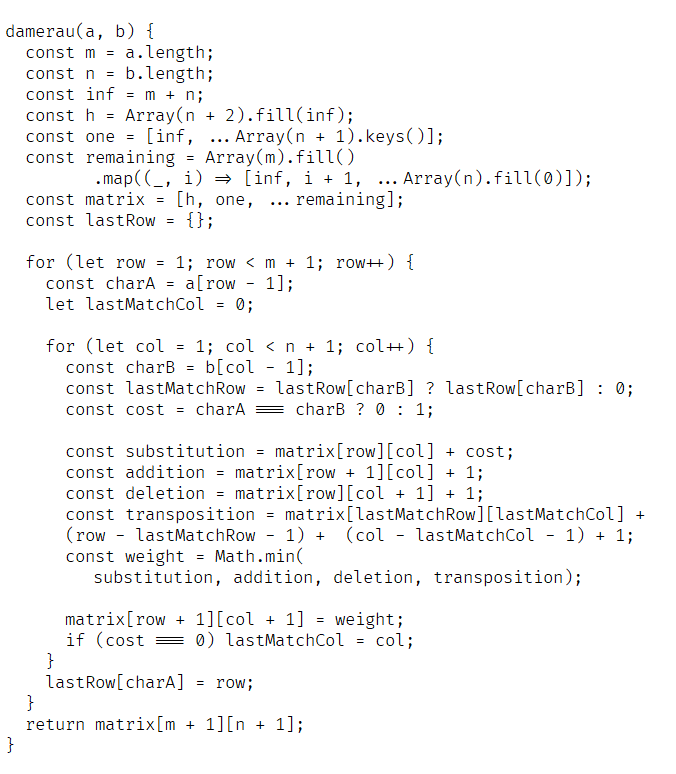 damerau(a, b) {
  const m = a.length;
  const n = b.length;
  const inf = m + n;
  const h = Array(n + 2).fill(inf);
  const one = [inf, ...Array(n + 1).keys()];
  const remaining = Array(m).fill()
         .map((_, i) => [inf, i + 1, ...Array(n).fill(0)]);
  const matrix = [h, one, ...remaining];
  const lastRow = {};

  for (let row = 1; row < m + 1; row++) {
    const charA = a[row - 1];
    let lastMatchCol = 0;

    for (let col = 1; col < n + 1; col++) {
      const charB = b[col - 1];
      const lastMatchRow = lastRow[charB] ? lastRow[charB] : 0;
      const cost = charA === charB ? 0 : 1;

      const substitution = matrix[row][col] + cost;
      const addition = matrix[row + 1][col] + 1;
      const deletion = matrix[row][col + 1] + 1;
      const transposition = matrix[lastMatchRow][lastMatchCol] +
      (row - lastMatchRow - 1) +  (col - lastMatchCol - 1) + 1;
      const weight = Math.min(
         substitution, addition, deletion, transposition);

      matrix[row + 1][col + 1] = weight;
      if (cost === 0) lastMatchCol = col;
    }
    lastRow[charA] = row;
  }
  return matrix[m + 1][n + 1];
}